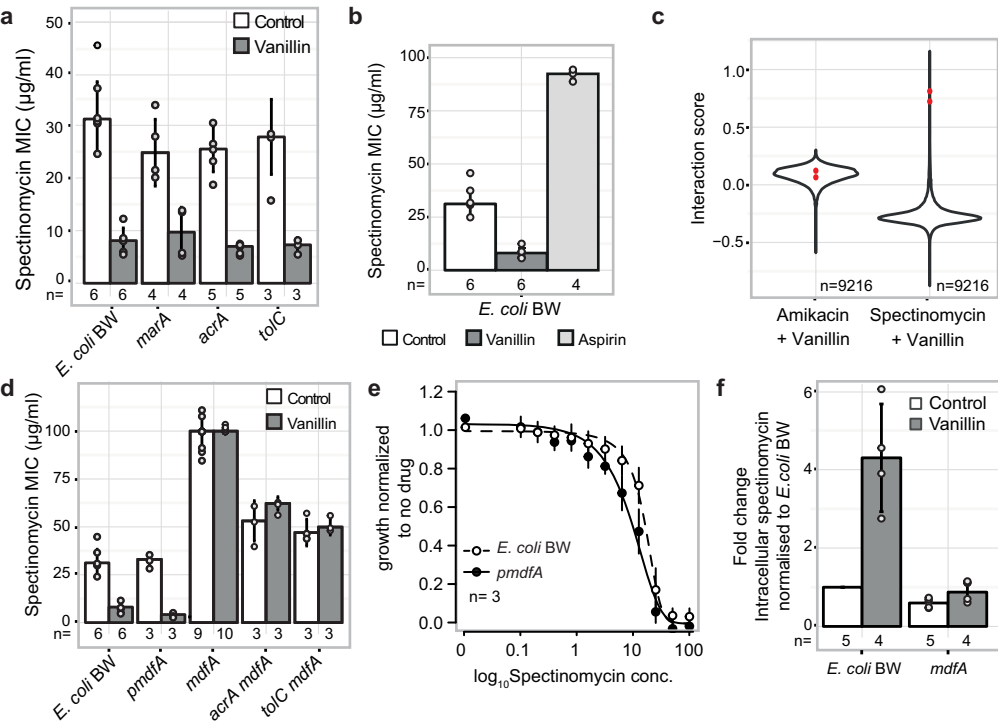 a
Spectinomycin MIC (µg/ml)
50
40
30
20
10
0
Control
Vanillin
n=
6 6 4 4 5 5 3 3
E. coli BW
marA
acrA
tolC
b
Spectinomycin MIC (µg/ml)
100
75
50
25
0
n=
6 6 4
E. coli BW
Control Vanillin Aspirin
c
Interaction score
1.0
0.5
0.0
−0.5
n=9216 n=9216
Amikacin
+ Vanillin
Spectinomycin
+ Vanillin
d
Spectinomycin MIC (µg/ml)
100
75
50
25
0
Control
Vanillin
n=
6 6 3 3 9 10 3 3 3 3
E. coli BW
pmdfA
mdfA
acrA mdfA
tolC mdfA
e
growth normalized
to no drug
1.2
1.0
0.8
0.6
0.4
0.2
0.0
E. coli BW
pmdfA
n= 3
0 0.1 1 10 100
log10Spectinomycin conc.
f
Fold change
Intracellular spectinomycin
normalised to E.coli BW
6
4
2
0
Control
Vanillin
n=
5 4 5 4
E. coli BW
mdfA